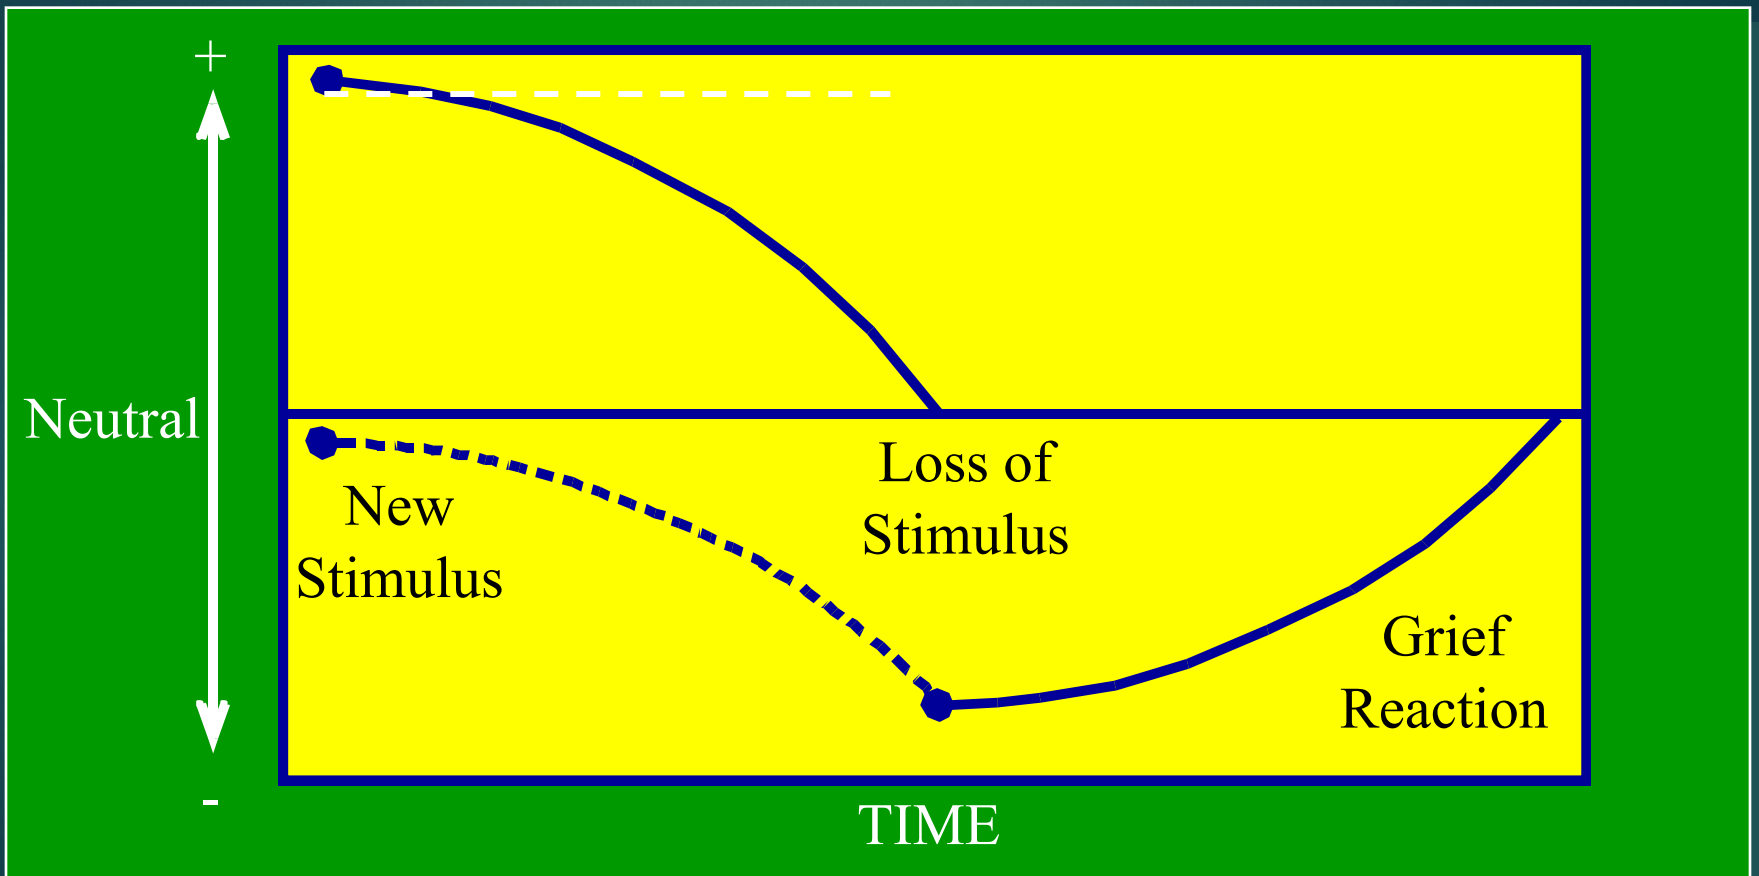 +
Neutral
-
New
Stimulus
Loss of
Stimulus
Grief
Reaction
TIME